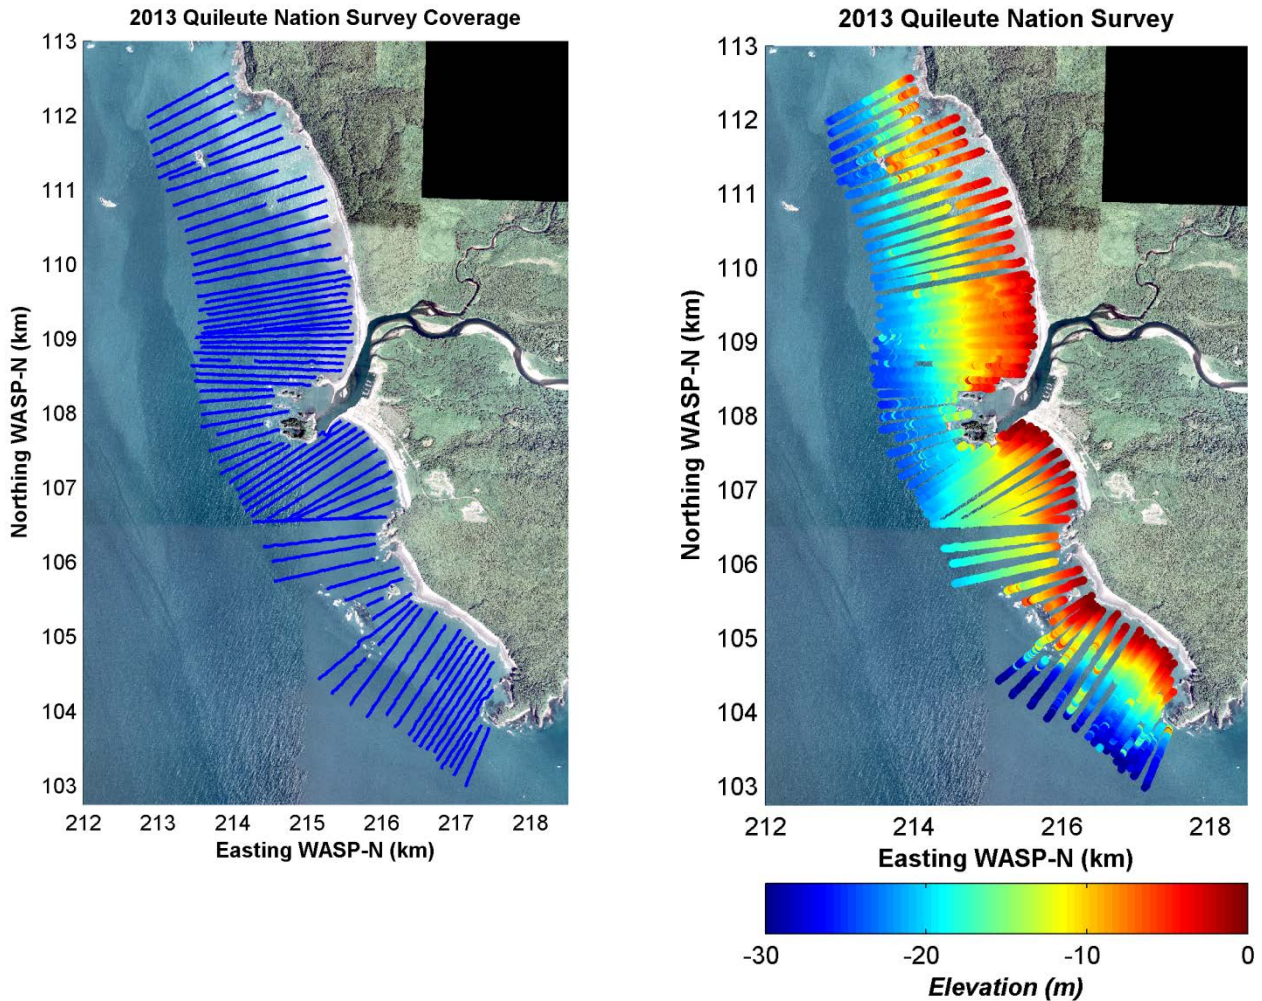 2013 Quileute Nation Survey Coverage
113
112
111
110
109
108
107
106
105
104
103
Northing WASP-N (km)
212 213 214 215 216 217 218
Easting WASP-N (km)
2013 Quileute Nation Survey
113
112
111
110
109
108
107
106
105
104
103
Northing WASP-N (km)
212 214 216 218
Easting WASP-N (km)
-30 -20 -10 0
Elevation (m)